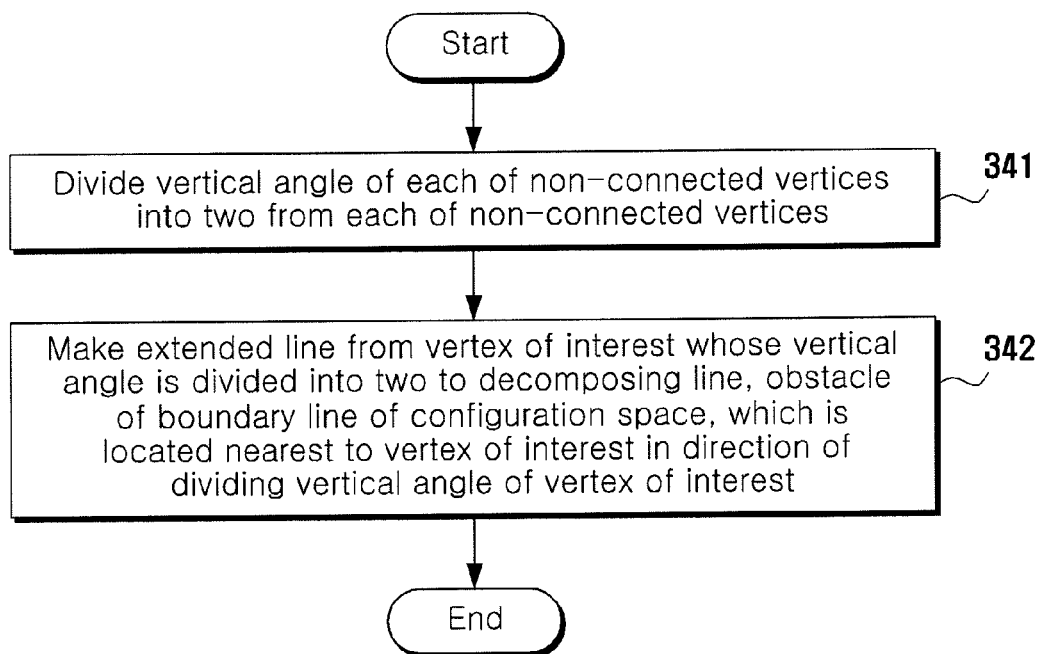 Start
Divide vertical angle of each of non-connected vertices
into two from each of non-connected vertices
341
Make extended line from vertex of interest whose vertical
angle is divided into two to decomposing line, obstacle
of boundary line of configuration space, which is
located nearest to vertex of interest in direction of
dividing vertical angle of vertex of interest
342
End